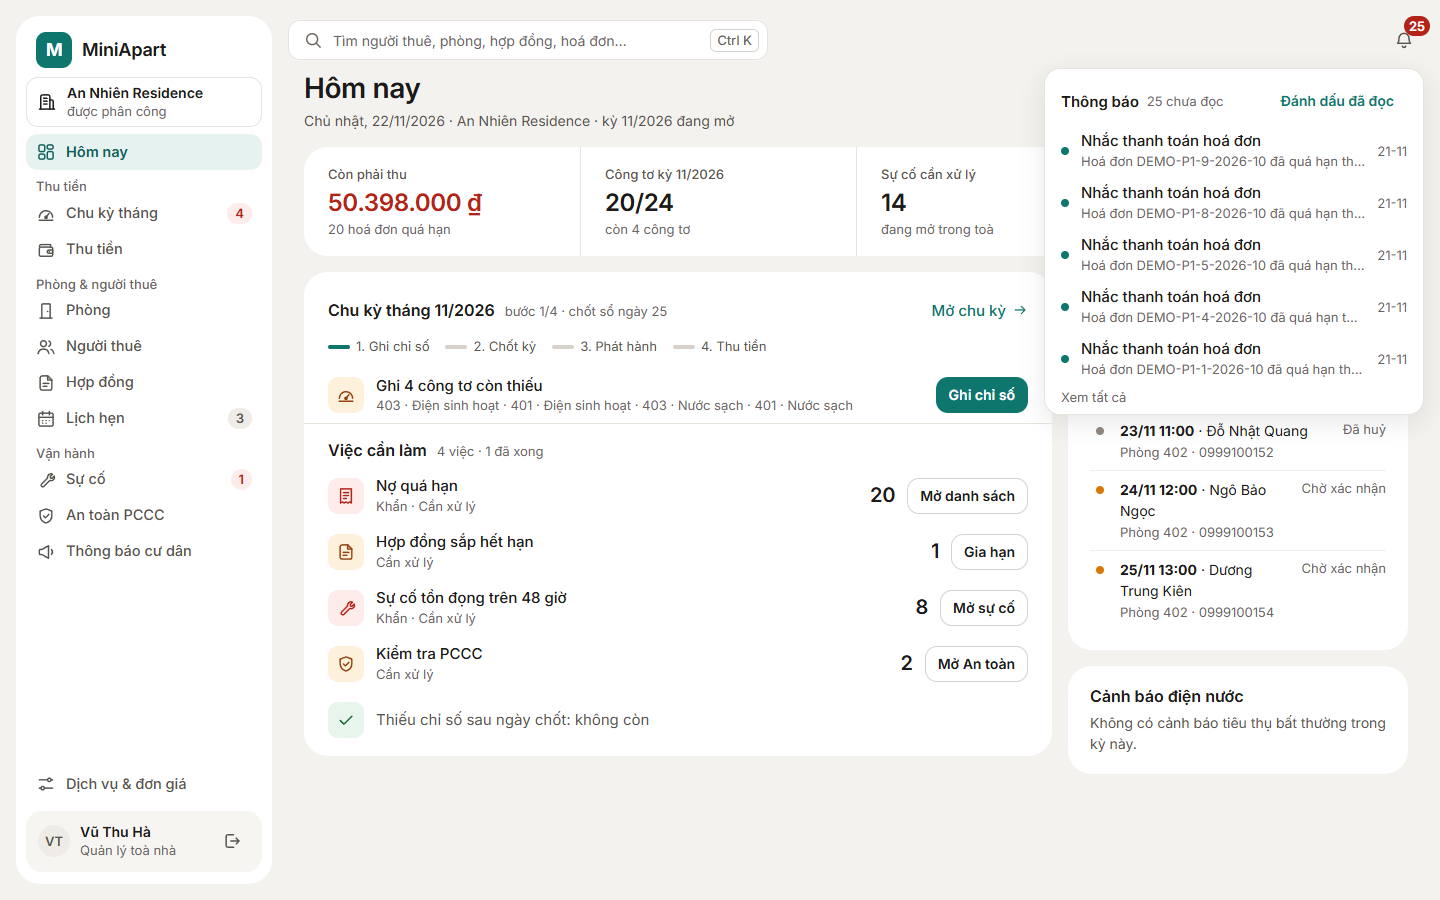 M MiniApart
An Nhiên Residence
được phân công
Hôm nay
Thu tiền
Chu kỳ tháng 4
Thu tiền
Phòng & người thuê
Phòng
Người thuê
Hợp đồng
Lịch hẹn 3
Vận hành
Sự cố 1
An toàn PCCC
Thông báo cư dân
Dịch vụ & đơn giá
VT
Vũ Thu Hà
Quản lý toà nhà
Tìm người thuê, phòng, hợp đồng, hoá đơn... Ctrl K
25
Hôm nay
Chủ nhật, 22/11/2026 · An Nhiên Residence · kỳ 11/2026 đang mở
Còn phải thu
50.398.000 ₫
20 hoá đơn quá hạn
Công tơ kỳ 11/2026
20/24
còn 4 công tơ
Sự cố cần xử lý
14
đang mở trong toà
Chu kỳ tháng 11/2026 bước 1/4 · chốt sổ ngày 25 Mở chu kỳ →
1. Ghi chỉ số 2. Chốt kỳ 3. Phát hành 4. Thu tiền
Ghi 4 công tơ còn thiếu
403 · Điện sinh hoạt · 401 · Điện sinh hoạt · 403 · Nước sạch · 401 · Nước sạch
Ghi chỉ số
Việc cần làm 4 việc · 1 đã xong
Nợ quá hạn
Khẩn · Cần xử lý
20 Mở danh sách
Hợp đồng sắp hết hạn
Cần xử lý
1 Gia hạn
Sự cố tồn đọng trên 48 giờ
Khẩn · Cần xử lý
8 Mở sự cố
Kiểm tra PCCC
Cần xử lý
2 Mở An toàn
Thiếu chỉ số sau ngày chốt: không còn
Thông báo 25 chưa đọc Đánh dấu đã đọc
Nhắc thanh toán hoá đơn
Hoá đơn DEMO-P1-9-2026-10 đã quá hạn th... 21-11
Nhắc thanh toán hoá đơn
Hoá đơn DEMO-P1-8-2026-10 đã quá hạn th... 21-11
Nhắc thanh toán hoá đơn
Hoá đơn DEMO-P1-5-2026-10 đã quá hạn th... 21-11
Nhắc thanh toán hoá đơn
Hoá đơn DEMO-P1-4-2026-10 đã quá hạn t... 21-11
Nhắc thanh toán hoá đơn
Hoá đơn DEMO-P1-1-2026-10 đã quá hạn th... 21-11
Xem tất cả
23/11 11:00 · Đỗ Nhật Quang Đã huỷ
Phòng 402 · 0999100152
24/11 12:00 · Ngô Bảo Chờ xác nhận
Ngọc
Phòng 402 · 0999100153
25/11 13:00 · Dương Chờ xác nhận
Trung Kiên
Phòng 402 · 0999100154
Cảnh báo điện nước
Không có cảnh báo tiêu thụ bất thường trong
kỳ này.